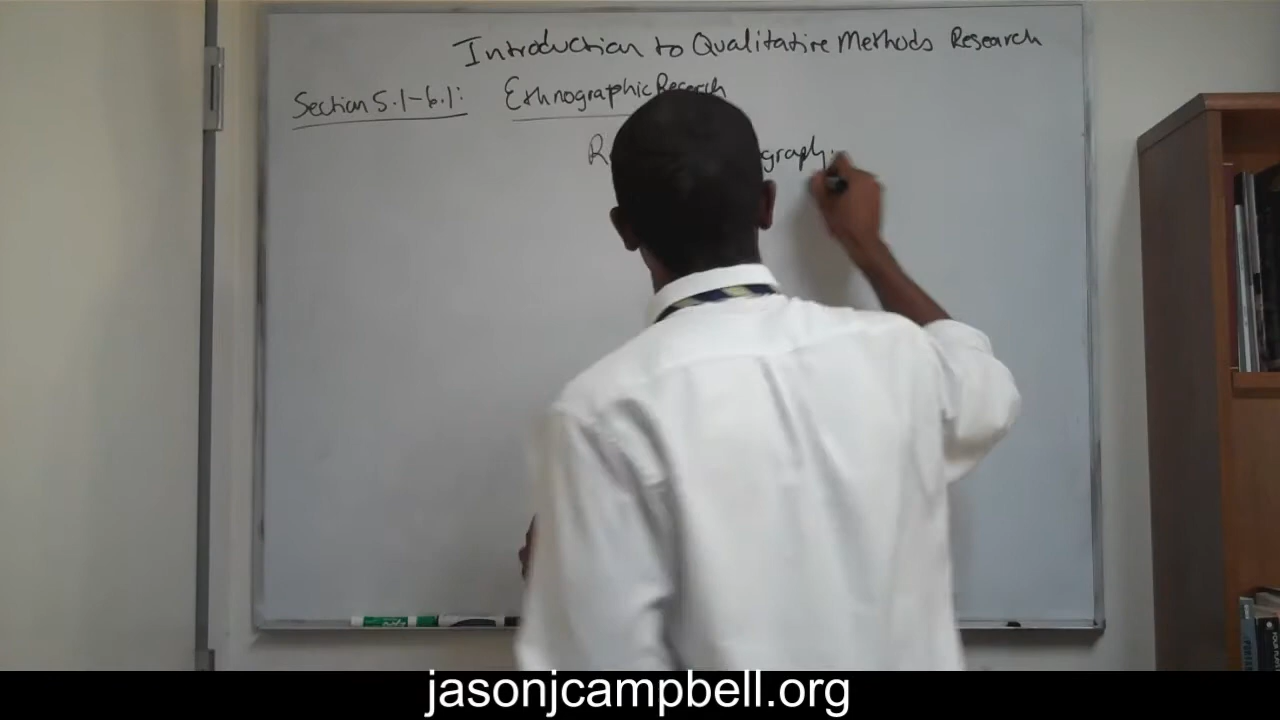 Introduction to Qualitative Methods Research
Section 5.1-6.1: Ethnographic Research
jasonjcampbell.org